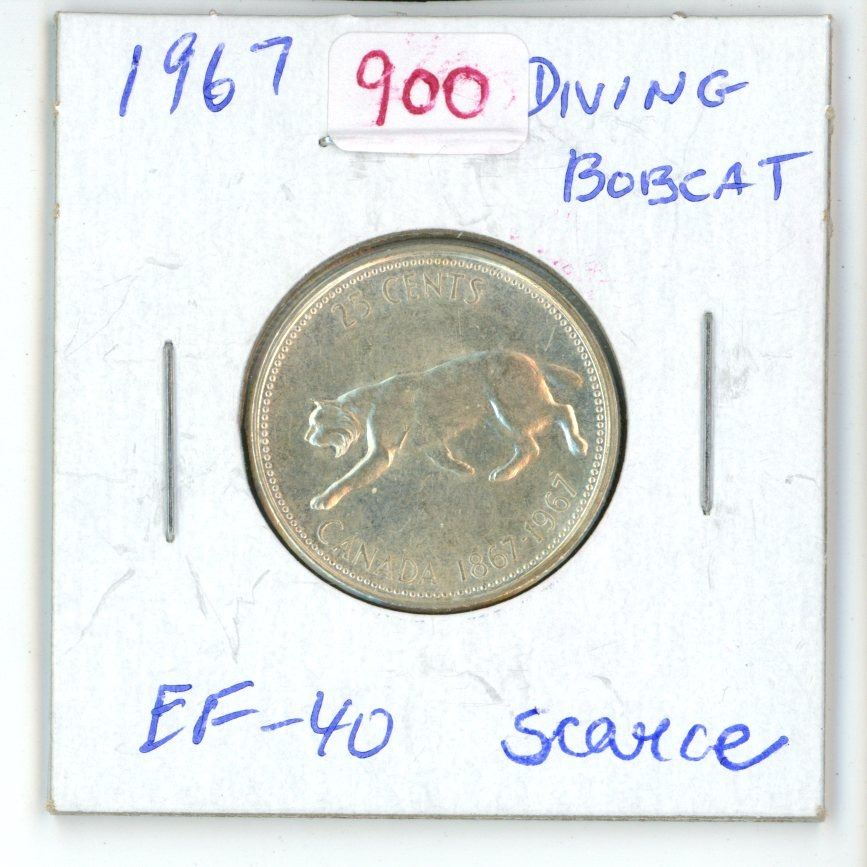 1967 900 DIVING
BOBCAT
25 CENTS
CANADA 1867-1967
EF-40 scarce